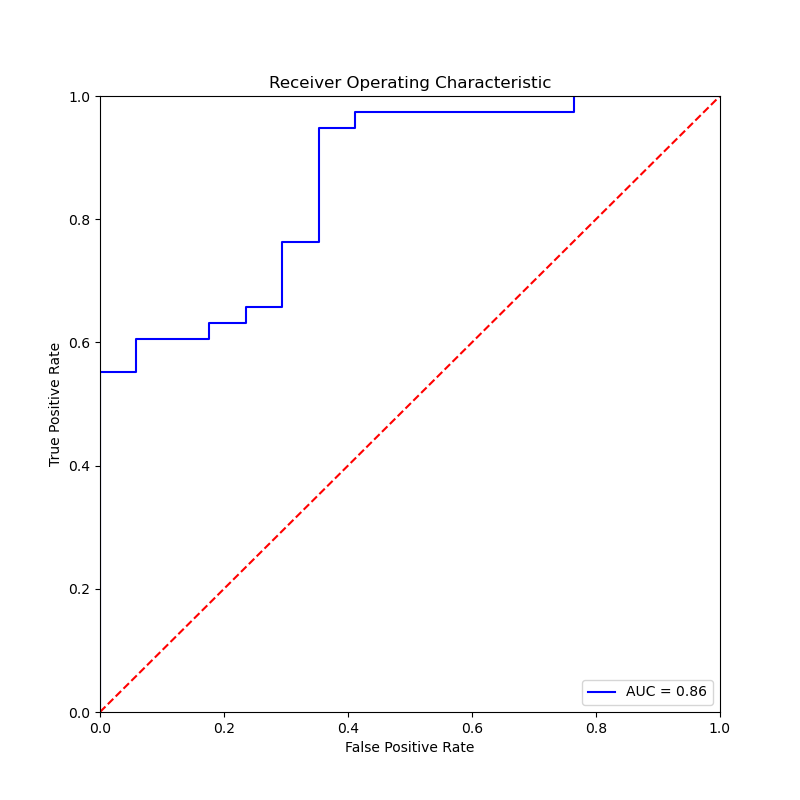 Receiver Operating Characteristic
1.0
0.8
0.6
0.4
0.2
0.0
True Positive Rate
AUC = 0.86
0.0 0.2 0.4 0.6 0.8 1.0
False Positive Rate